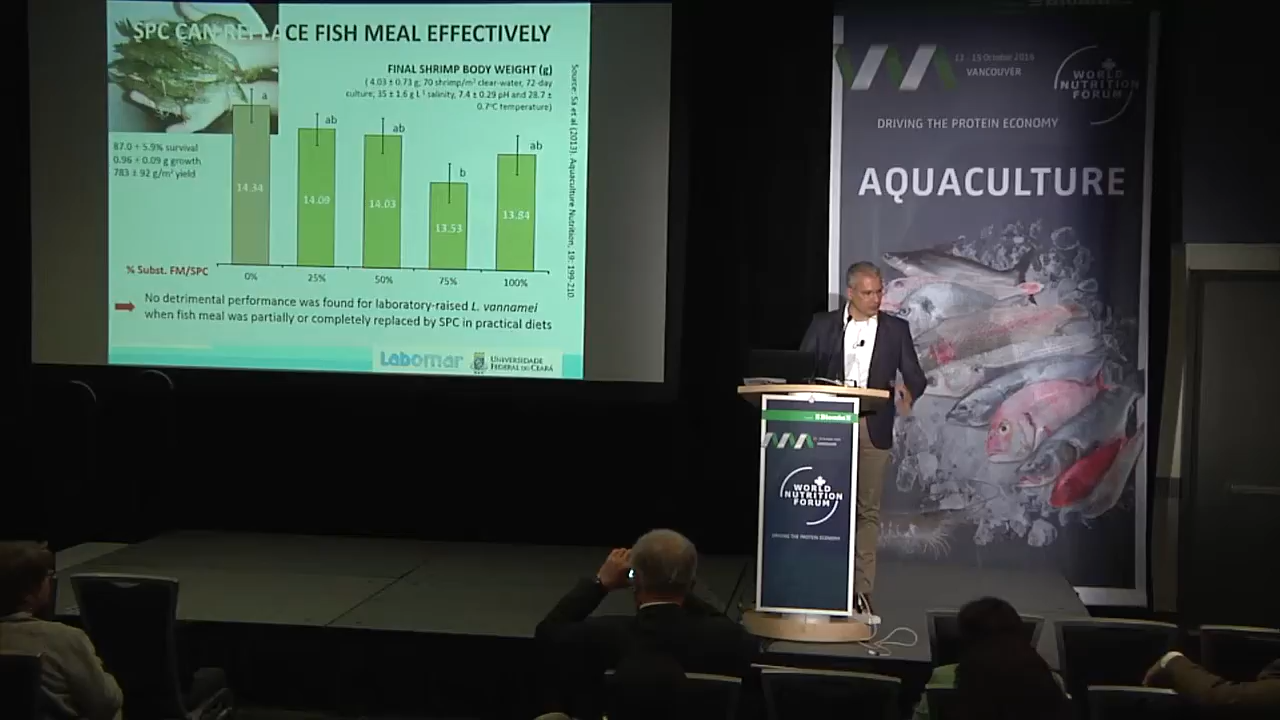 SPC CAN REPLACE FISH MEAL EFFECTIVELY
FINAL SHRIMP BODY WEIGHT (g)
( 4.03 ± 0.73 g; 70 shrimp/m² clear-water, 72-day
culture; 35 ± 1.6 g L⁻¹ salinity, 7.4 ± 0.29 pH and 28.7 ±
0.7°C temperature)
87.0 ± 5.9% survival
0.96 ± 0.09 g growth
783 ± 92 g/m² yield
a
ab
ab
b
ab
14.34
14.09
14.03
13.53
13.84
% Subst. FM/SPC
0%
25%
50%
75%
100%
Source: Sá et al (2013). Aquaculture Nutrition, 19: 199-210.
No detrimental performance was found for laboratory-raised L. vannamei
when fish meal was partially or completely replaced by SPC in practical diets
Labomar
UNIVERSIDADE
FEDERAL DO CEARÁ
12 - 15 October 2016
VANCOUVER
WORLD
NUTRITION
FORUM
DRIVING THE PROTEIN ECONOMY
AQUACULTURE
VANCOUVER
WORLD
NUTRITION
FORUM
DRIVING THE PROTEIN ECONOMY